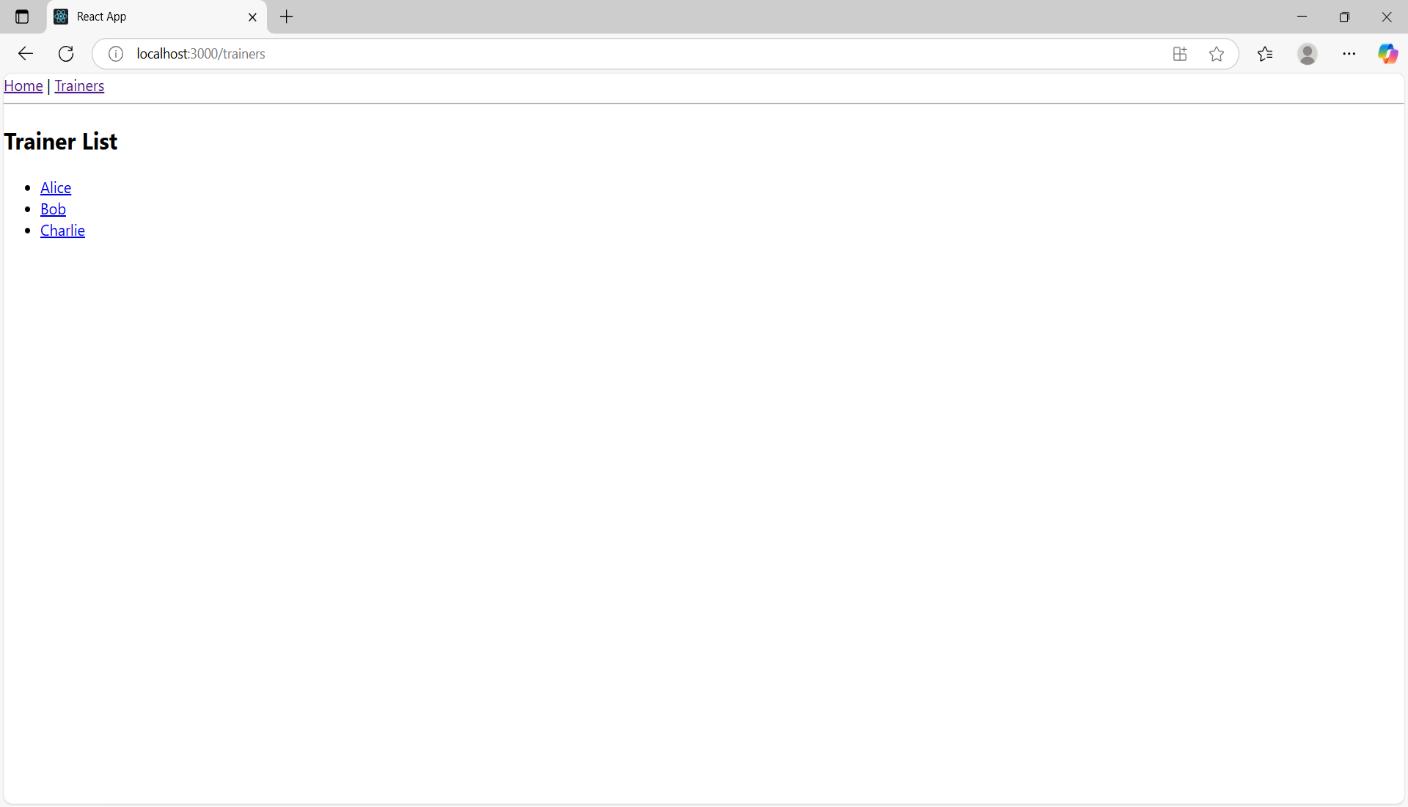 React App
localhost:3000/trainers
Home | Trainers
Trainer List
Alice
Bob
Charlie